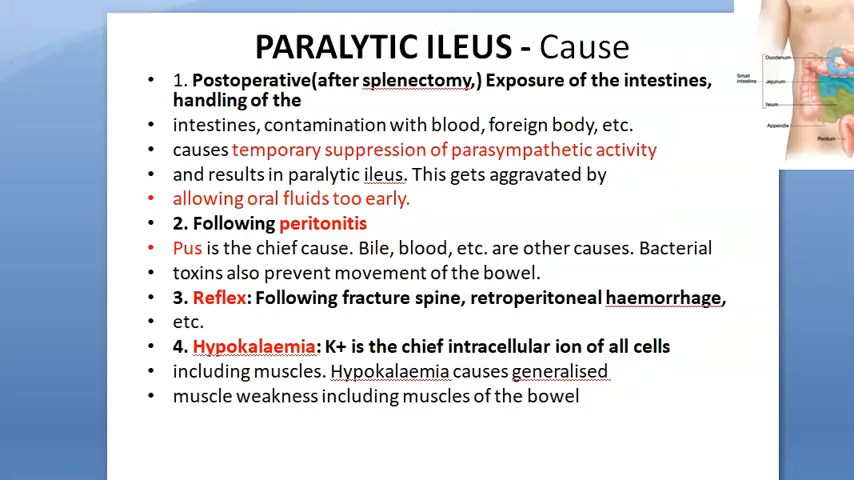 PARALYTIC ILEUS - Cause
• 1. Postoperative(after splenectomy,) Exposure of the intestines,
handling of the
• intestines, contamination with blood, foreign body, etc.
• causes temporary suppression of parasympathetic activity
• and results in paralytic ileus. This gets aggravated by
• allowing oral fluids too early.
• 2. Following peritonitis
• Pus is the chief cause. Bile, blood, etc. are other causes. Bacterial
• toxins also prevent movement of the bowel.
• 3. Reflex: Following fracture spine, retroperitoneal haemorrhage,
• etc.
• 4. Hypokalaemia: K+ is the chief intracellular ion of all cells
• including muscles. Hypokalaemia causes generalised
• muscle weakness including muscles of the bowel
Duodenum
Small
intestine
Jejunum
Ileum
Appendix
Rectum